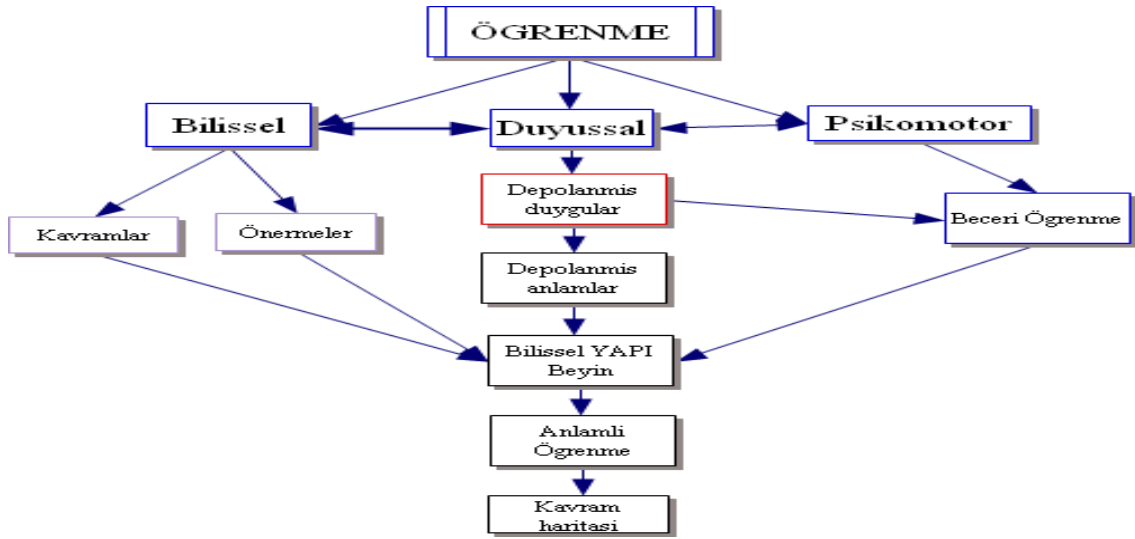 ÖGRENME
Bilissel
Duyussal
Psikomotor
Depolanmis
duygular
Kavramlar
Önermeler
Beceri Ögrenme
Depolanmis
anlamlar
Bilissel YAPI
Beyin
Anlamli
Ögrenme
Kavram
haritasi